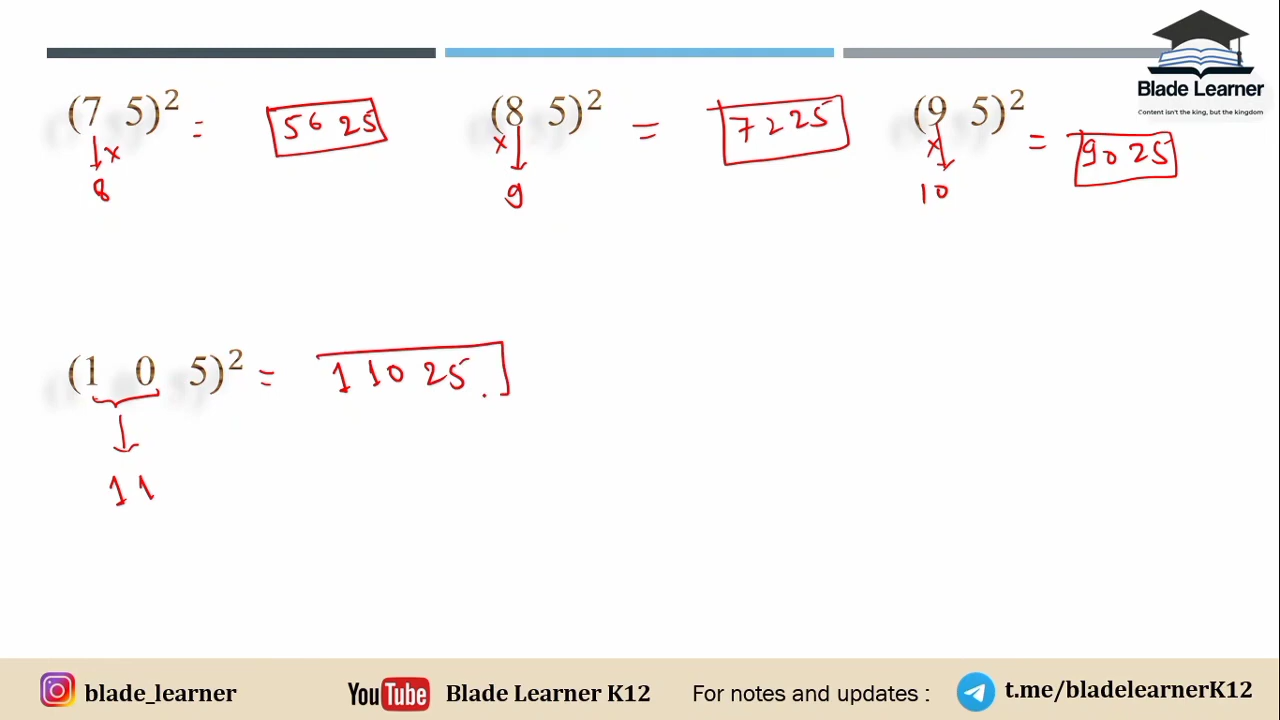 Blade Learner
Content isn't the king, but the kingdom
(7 5)² = 5625
× 8
(8 5)² = 7225
× 9
(9 5)² = 9025
× 10
(1 0 5)² = 11025
11
blade_learner
YouTube Blade Learner K12
For notes and updates : t.me/bladelearnerK12